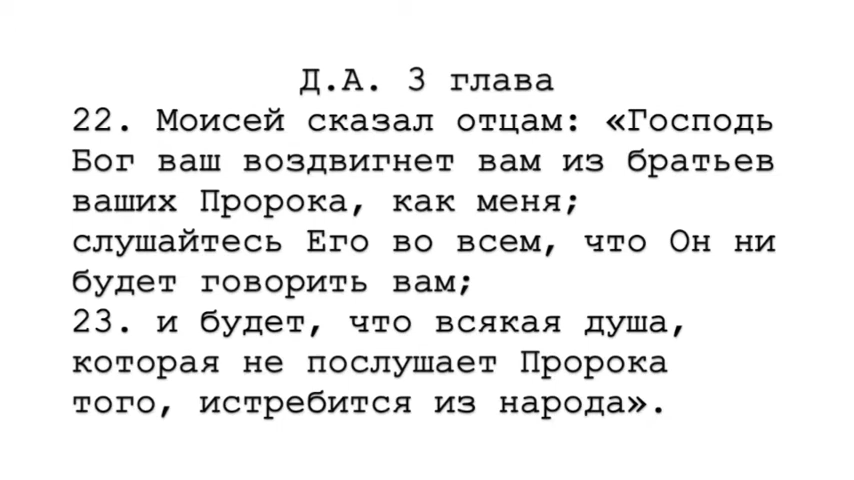 Д.А. 3 глава
22. Моисей сказал отцам: «Господь
Бог ваш воздвигнет вам из братьев
ваших Пророка, как меня;
слушайтесь Его во всем, что Он ни
будет говорить вам;
23. и будет, что всякая душа,
которая не послушает Пророка
того, истребится из народа».